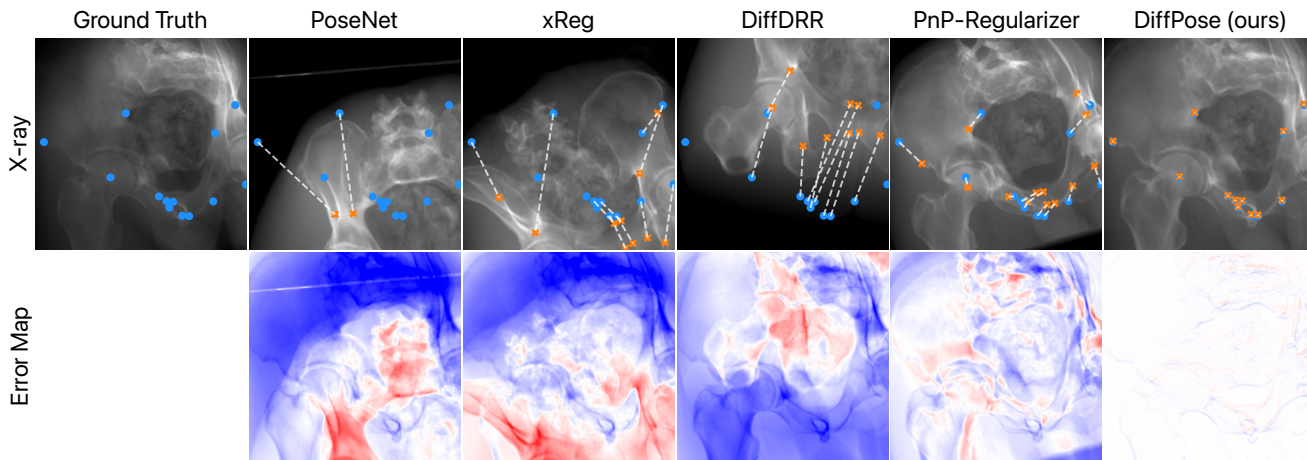 Ground Truth
PoseNet
xReg
DiffDRR
PnP-Regularizer
DiffPose (ours)
X-ray
Error Map